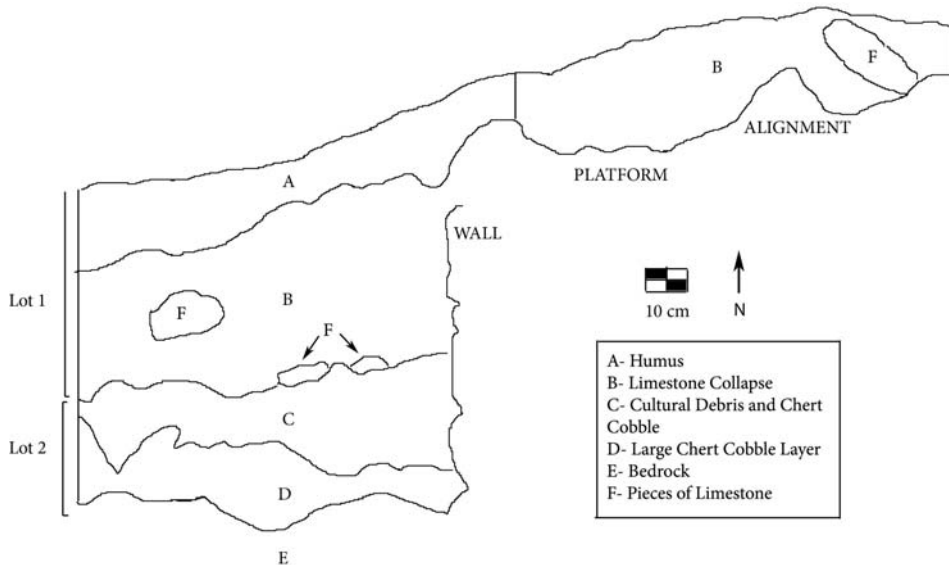 F
B
ALIGNMENT
PLATFORM
A
WALL
Lot 1
B
F
F
10 cm
N
A- Humus
B- Limestone Collapse
C- Cultural Debris and Chert
Cobble
D- Large Chert Cobble Layer
E- Bedrock
F- Pieces of Limestone
C
Lot 2
D
E